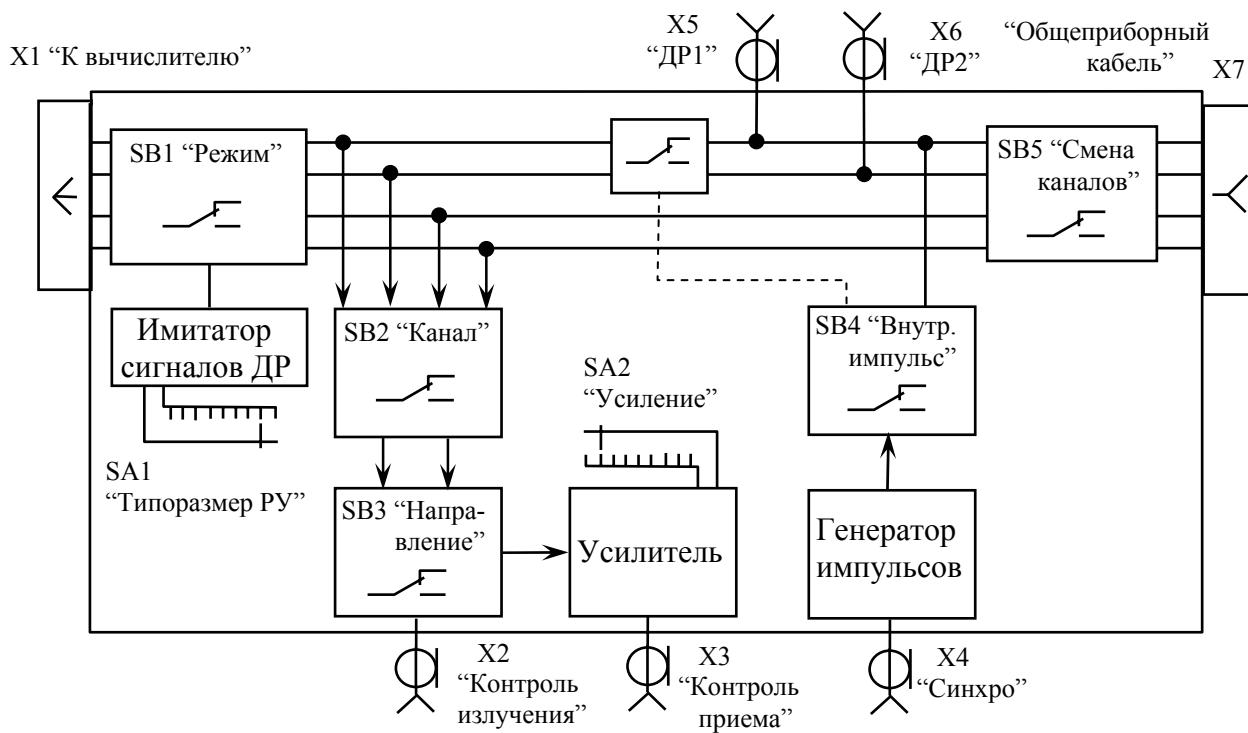 X1 “К вычислителю”
X5
“ДР1”
X6
“ДР2”
“Общеприборный
кабель”
X7
SB1 “Режим”
SB5 “Смена
каналов”
Имитатор
сигналов ДР
SB2 “Канал”
SB4 “Внутр.
импульс”
SA2
“Усиление”
SA1
“Типоразмер РУ”
SB3 “Направ-
вление”
Усилитель
Генератор
импульсов
X2
“Контроль
излучения”
X3
“Контроль
приема”
X4
“Синхро”